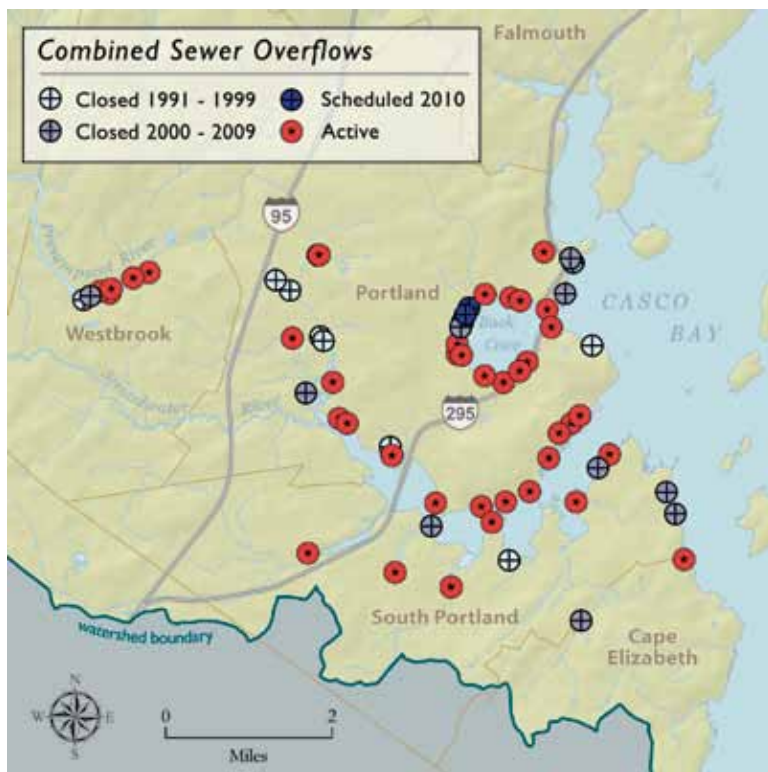 Combined Sewer Overflows
Closed 1991 - 1999
Scheduled 2010
Closed 2000 - 2009
Active
Falmouth
95
Presumpscot River
Portland
CASCO
BAY
Westbrook
Back
Cove
Stroudwater
River
295
South Portland
watershed boundary
Cape
Elizabeth
N
W
E
S
0
2
Miles